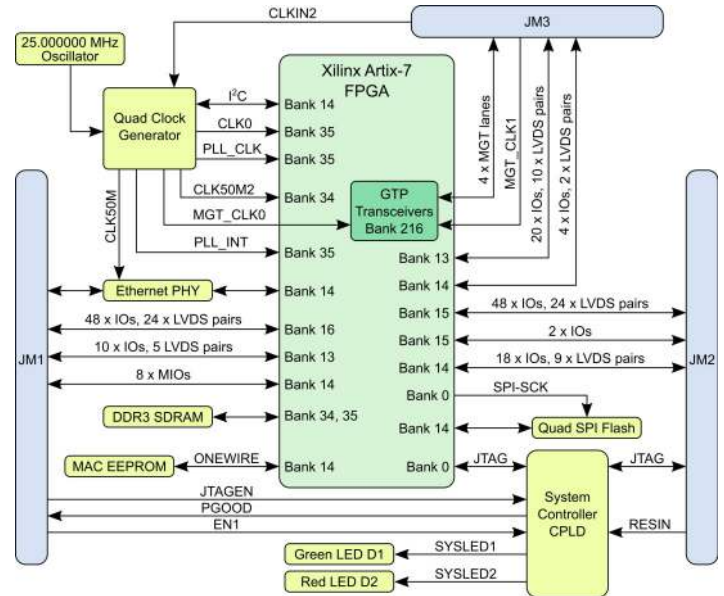 CLKIN2
JM3
25.000000 MHz
Oscillator
Xilinx Artix-7
FPGA
Quad Clock
Generator
I²C
Bank 14
CLK0
Bank 35
PLL_CLK
Bank 35
CLK50M
CLK50M2
Bank 34
MGT_CLK0
GTP
Transceivers
Bank 216
4 x MGT lanes
MGT_CLK1
20 x IOs, 10 x LVDS pairs
4 x IOs, 2 x LVDS pairs
PLL_INT
Bank 35
Bank 13
Ethernet PHY
Bank 14
Bank 14
48 x IOs, 24 x LVDS pairs
Bank 16
Bank 15
48 x IOs, 24 x LVDS pairs
10 x IOs, 5 LVDS pairs
Bank 13
Bank 15
2 x IOs
JM1
8 x MIOs
Bank 14
Bank 14
18 x IOs, 9 x LVDS pairs
JM2
Bank 0
SPI-SCK
DDR3 SDRAM
Bank 34, 35
Bank 14
Quad SPI Flash
MAC EEPROM
ONEWIRE
Bank 14
Bank 0
JTAG
JTAG
JTAGEN
PGOOD
EN1
System
Controller
CPLD
RESIN
Green LED D1
SYSLED1
Red LED D2
SYSLED2